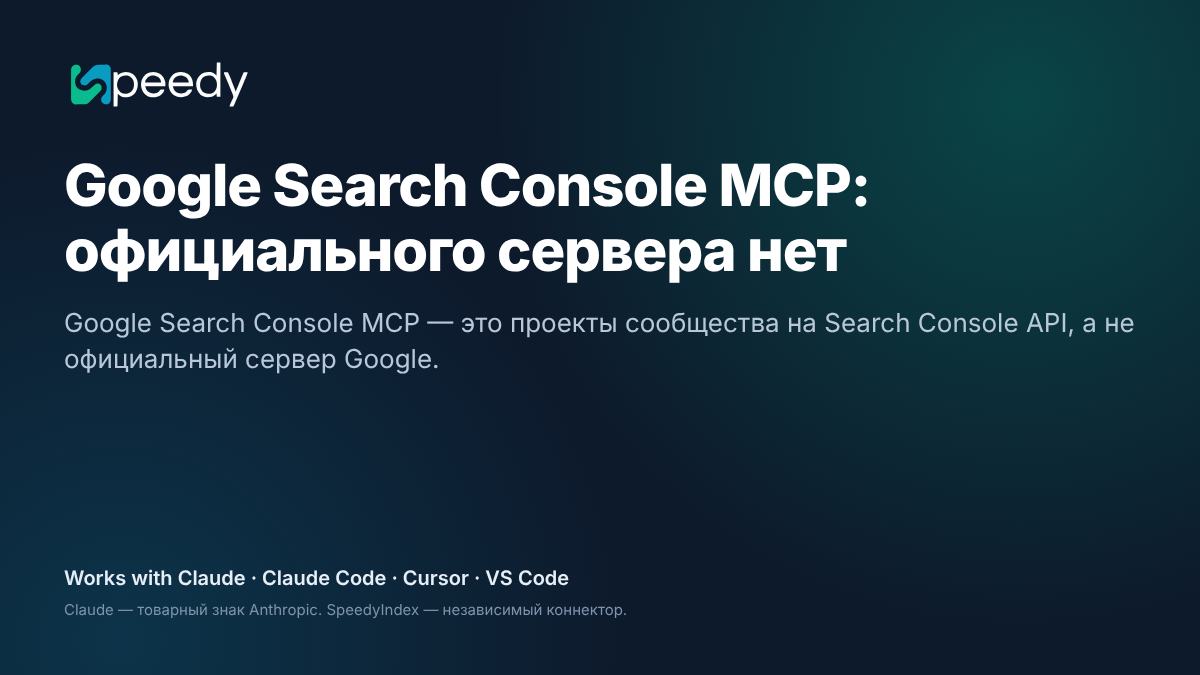 Speedy
Google Search Console MCP:
официального сервера нет
Google Search Console MCP — это проекты сообщества на Search Console API, а не
официальный сервер Google.
Works with Claude · Claude Code · Cursor · VS Code
Claude — товарный знак Anthropic. SpeedyIndex — независимый коннектор.